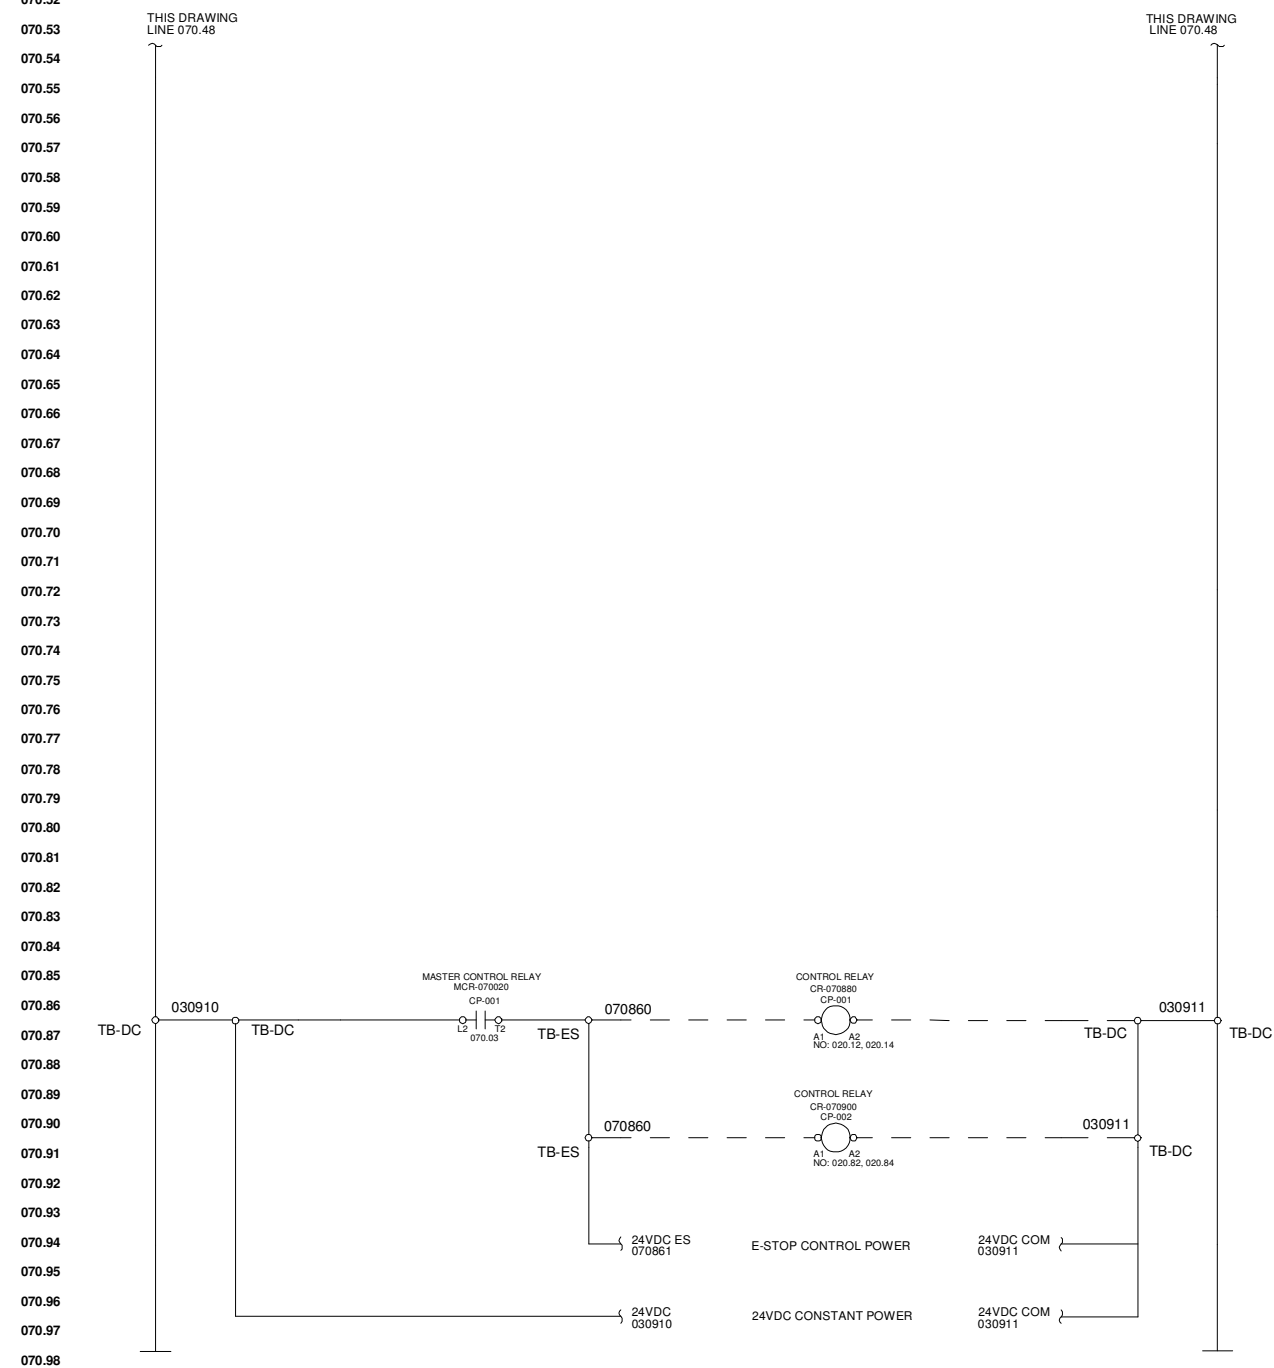 070.52
THIS DRAWING
LINE 070.48
THIS DRAWING
LINE 070.48
070.53
070.54
070.55
070.56
070.57
070.58
070.59
070.60
070.61
070.62
070.63
070.64
070.65
070.66
070.67
070.68
070.69
070.70
070.71
070.72
070.73
070.74
070.75
070.76
070.77
070.78
070.79
070.80
070.81
070.82
070.83
070.84
070.85
070.86
070.87
070.88
070.89
070.90
070.91
070.92
070.93
070.94
070.95
070.96
070.97
070.98
030910
TB-DC
TB-DC
MASTER CONTROL RELAY
MCR-070020
CP-001
L2 T2
070.03
TB-ES
070860
CONTROL RELAY
CR-070880
CP-001
A1 A2
NO: 020.12, 020.14
030911
TB-DC
TB-DC
TB-ES
070860
CONTROL RELAY
CR-070900
CP-002
A1 A2
NO: 020.82, 020.84
030911
TB-DC
24VDC ES
070861
E-STOP CONTROL POWER
24VDC COM
030911
24VDC
030910
24VDC CONSTANT POWER
24VDC COM
030911